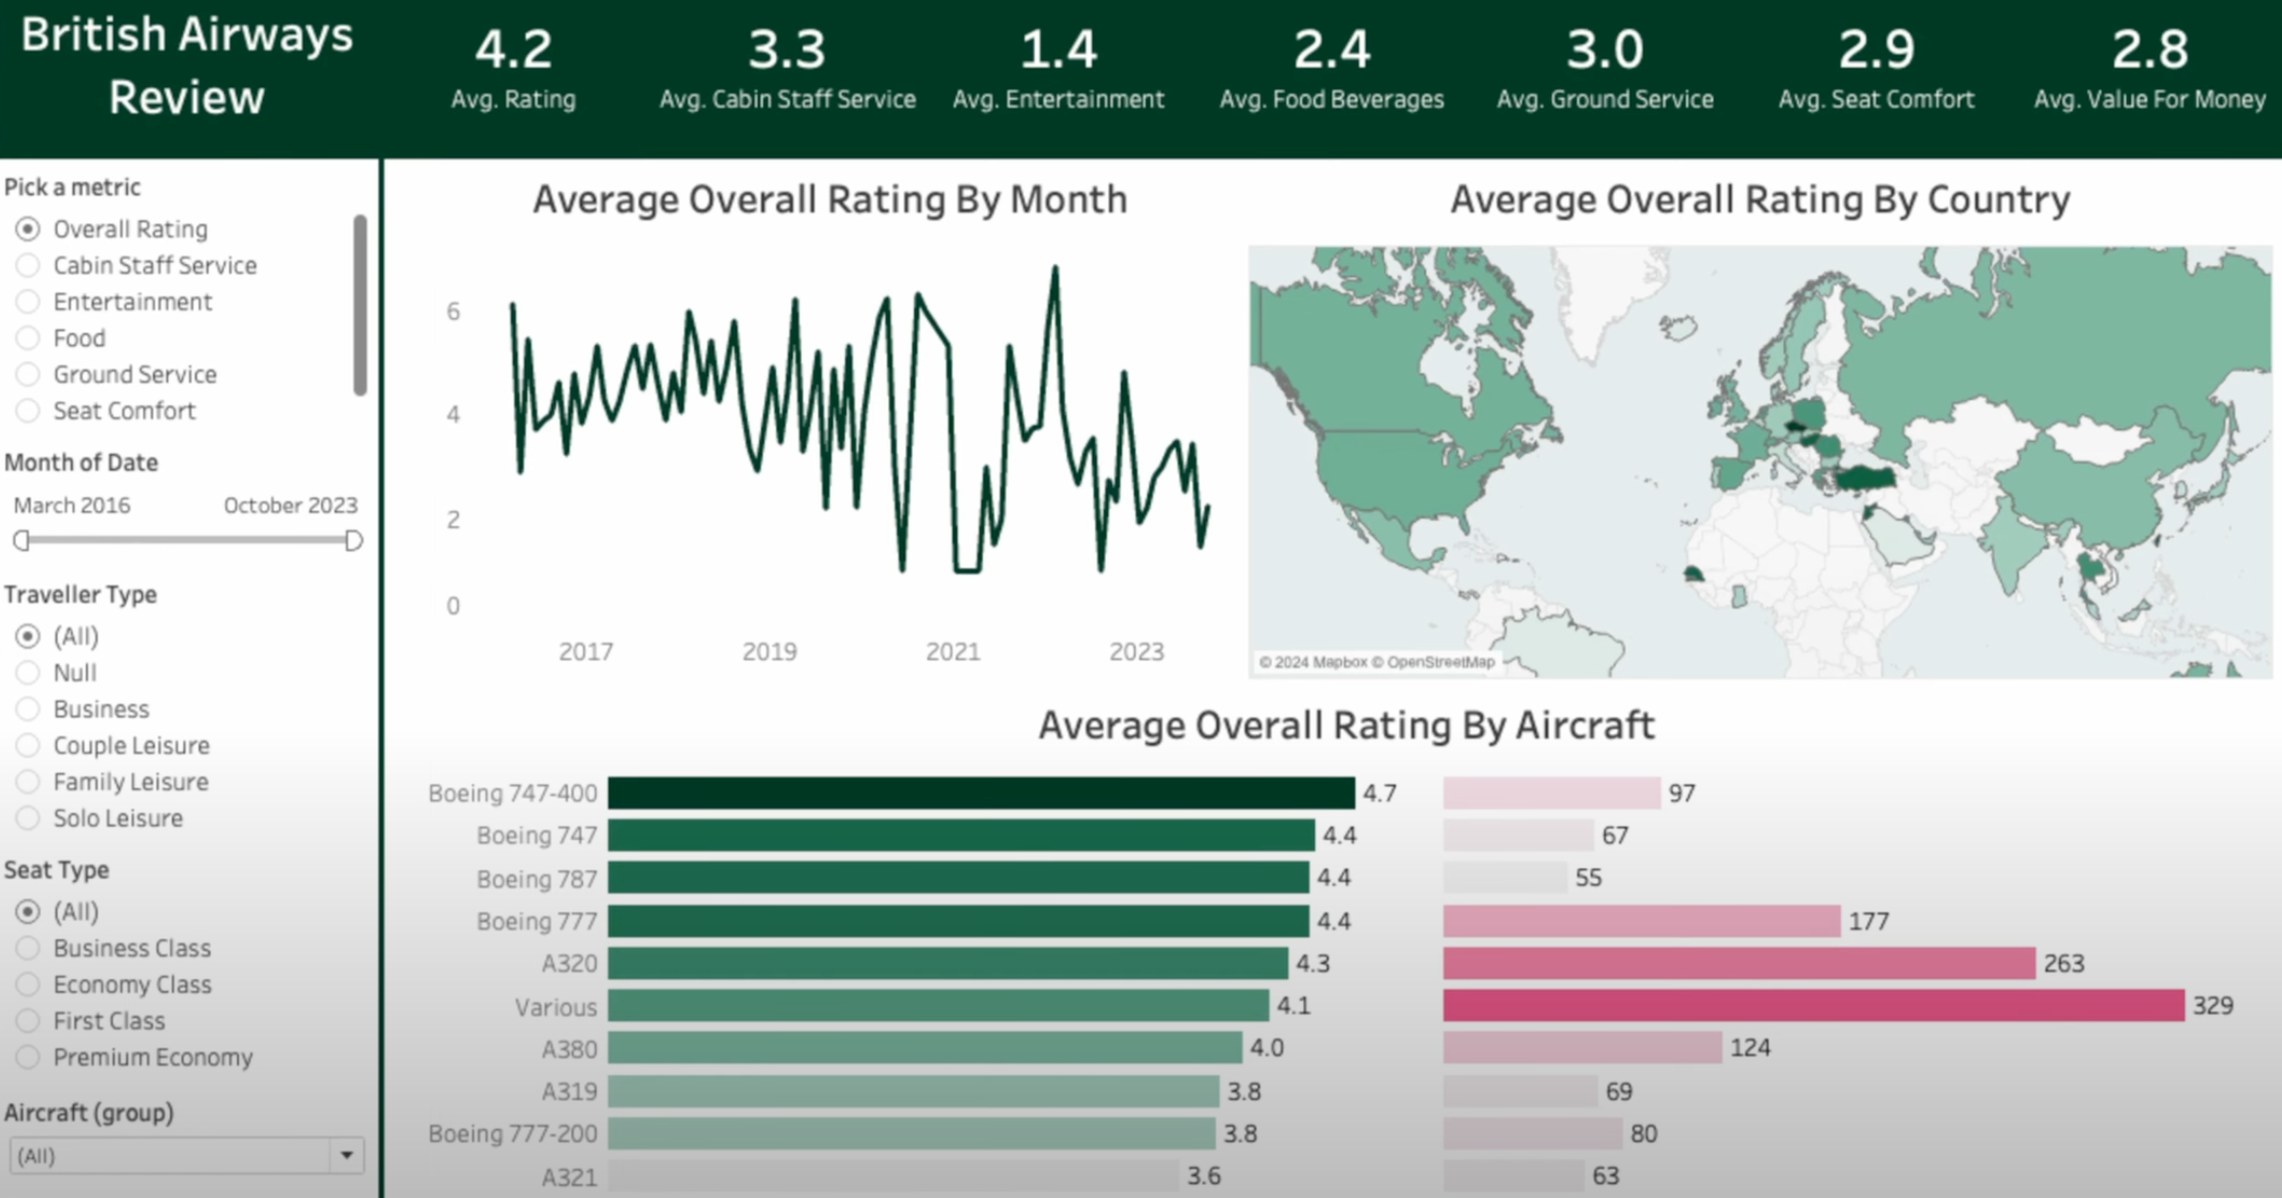 British Airways
Review
4.2
Avg. Rating
3.3
Avg. Cabin Staff Service
1.4
Avg. Entertainment
2.4
Avg. Food Beverages
3.0
Avg. Ground Service
2.9
Avg. Seat Comfort
2.8
Avg. Value For Money
Pick a metric
Overall Rating
Cabin Staff Service
Entertainment
Food
Ground Service
Seat Comfort
Month of Date
March 2016 October 2023
Traveller Type
(All)
Null
Business
Couple Leisure
Family Leisure
Solo Leisure
Seat Type
(All)
Business Class
Economy Class
First Class
Premium Economy
Aircraft (group)
(All)
Average Overall Rating By Month
6
4
2
0
2017 2019 2021 2023
Average Overall Rating By Country
© 2024 Mapbox © OpenStreetMap
Average Overall Rating By Aircraft
Boeing 747-400 4.7 97
Boeing 747 4.4 67
Boeing 787 4.4 55
Boeing 777 4.4 177
A320 4.3 263
Various 4.1 329
A380 4.0 124
A319 3.8 69
Boeing 777-200 3.8 80
A321 3.6 63